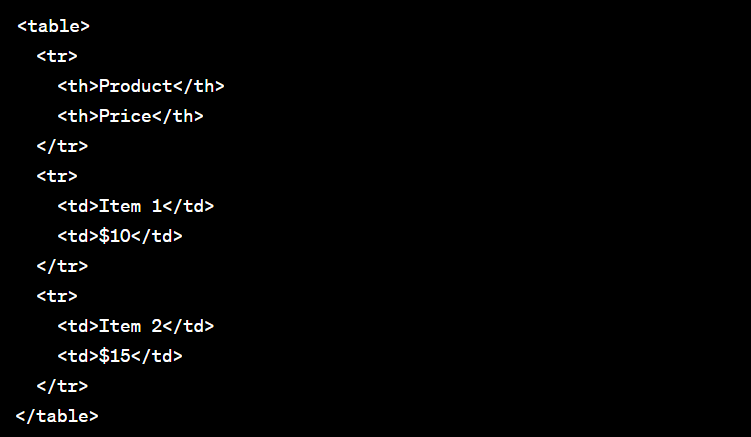 <table>
  <tr>
    <th>Product</th>
    <th>Price</th>
  </tr>
  <tr>
    <td>Item 1</td>
    <td>$10</td>
  </tr>
  <tr>
    <td>Item 2</td>
    <td>$15</td>
  </tr>
</table>